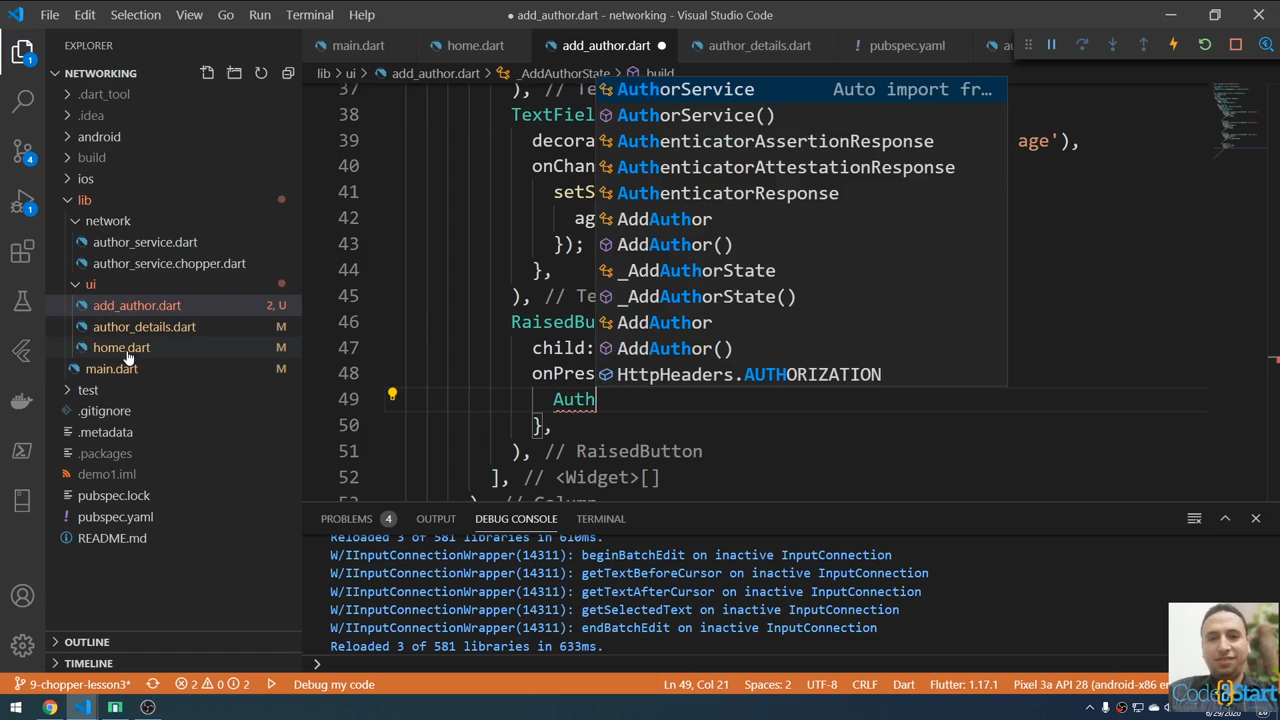 File Edit Selection View Go Run Terminal Help
● add_author.dart - networking - Visual Studio Code
EXPLORER
main.dart home.dart add_author.dart ● author_details.dart pubspec.yaml
NETWORKING
lib > ui > add_author.dart > _AddAuthorState > build
.dart_tool
.idea
android
build
ios
lib
network
author_service.dart
author_service.chopper.dart
ui
add_author.dart 2, U
author_details.dart M
home.dart M
main.dart M
test
.gitignore
.metadata
.packages
demo1.iml
pubspec.lock
pubspec.yaml
README.md
OUTLINE
TIMELINE
37 ), //
38 TextFiel
39 decora age'),
40 onChan
41 setS
42 ag
43 });
44 },
45 ), // Te
46 RaisedBu
47 child:
48 onPres
49 Auth
50 },
51 ), // RaisedButton
52 ], // <Widget>[]
53 ) // Column
AuthorService Auto import fr...
AuthorService()
AuthenticatorAssertionResponse
AuthenticatorAttestationResponse
AuthenticatorResponse
AddAuthor
AddAuthor()
_AddAuthorState
_AddAuthorState()
AddAuthor
AddAuthor()
HttpHeaders.AUTHORIZATION
PROBLEMS 4 OUTPUT DEBUG CONSOLE TERMINAL
Reloaded 3 of 581 libraries in 610ms.
W/IInputConnectionWrapper(14311): beginBatchEdit on inactive InputConnection
W/IInputConnectionWrapper(14311): getTextBeforeCursor on inactive InputConnection
W/IInputConnectionWrapper(14311): getTextAfterCursor on inactive InputConnection
W/IInputConnectionWrapper(14311): getSelectedText on inactive InputConnection
W/IInputConnectionWrapper(14311): endBatchEdit on inactive InputConnection
Reloaded 3 of 581 libraries in 633ms.
9-chopper-lesson3* 2 0 2 Debug my code Ln 49, Col 21 Spaces: 2 UTF-8 CRLF Dart Flutter: 1.17.1 Pixel 3a API 28 (android-x86
Code2Start
6/29/2020